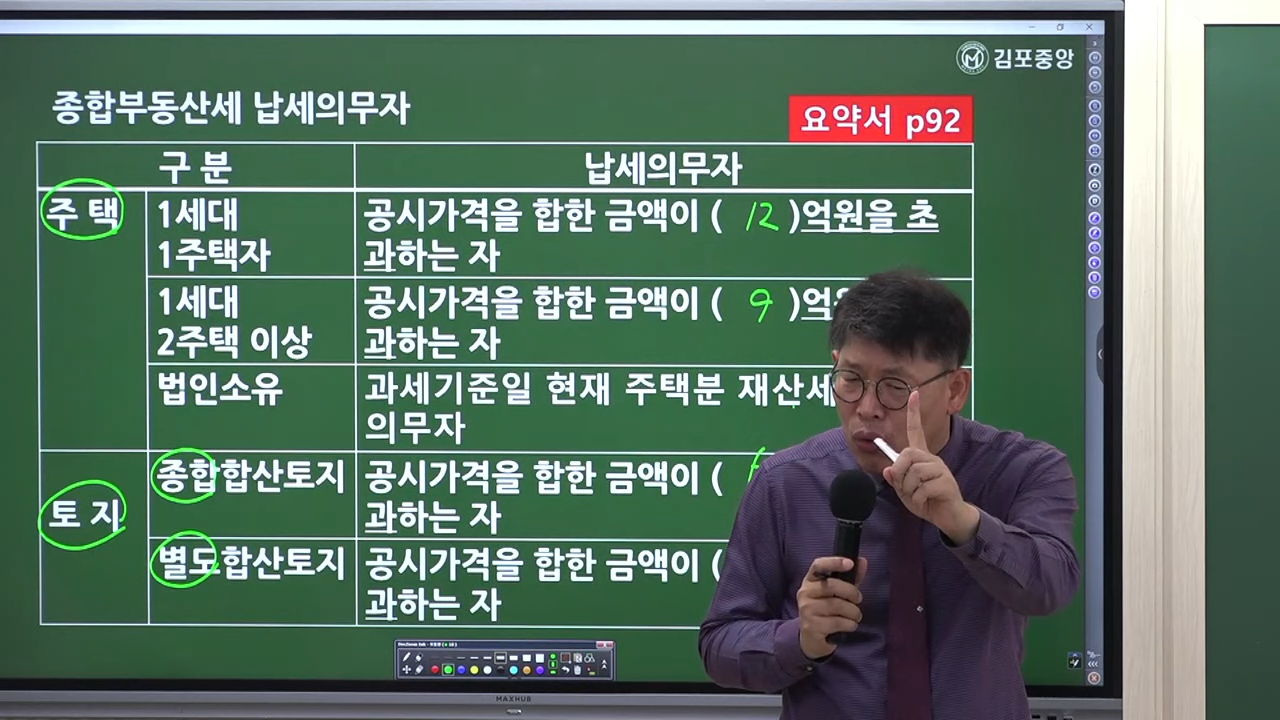 김포중앙
종합부동산세 납세의무자
요약서 p92
구 분
납세의무자
주 택
1세대
1주택자
공시가격을 합한 금액이 ( 12 )억원을 초
과하는 자
1세대
2주택 이상
공시가격을 합한 금액이 ( 9 )억원
과하는 자
법인소유
과세기준일 현재 주택분 재산세
의무자
토 지
종합합산토지
공시가격을 합한 금액이 (
과하는 자
별도합산토지
공시가격을 합한 금액이 (
과하는 자
MAXHUB